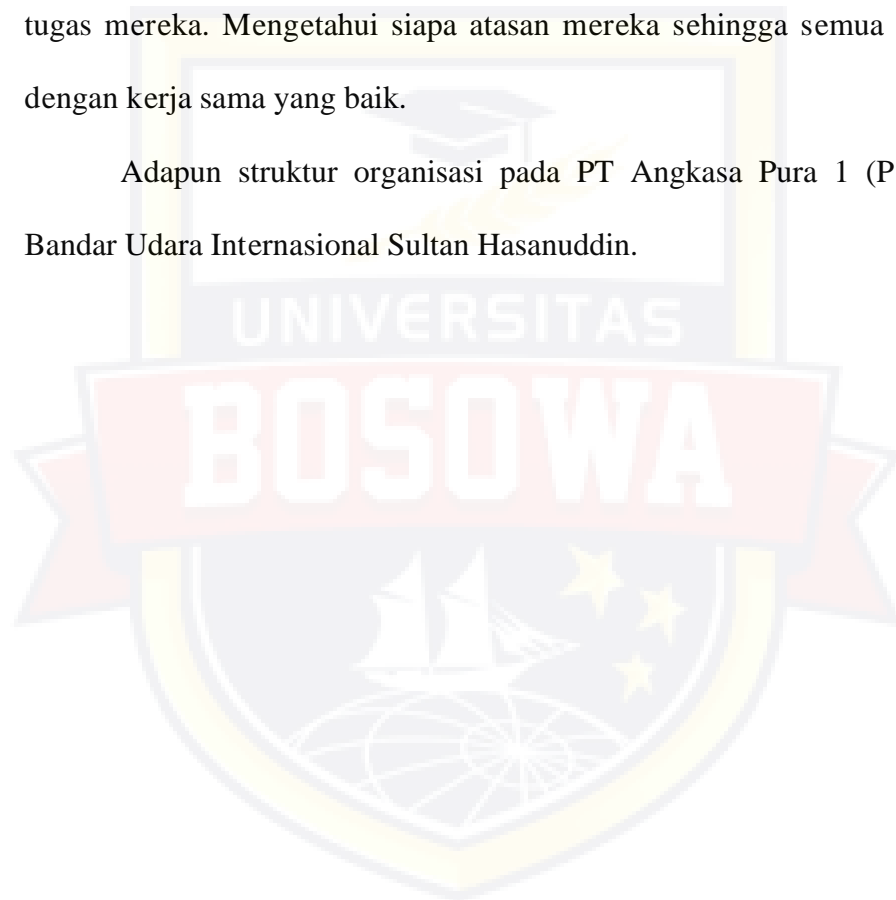 tugas mereka. Mengetahui siapa atasan mereka sehingga semua
dengan kerja sama yang baik.
Adapun struktur organisasi pada PT Angkasa Pura 1 (P
Bandar Udara Internasional Sultan Hasanuddin.
UNIVERSITAS
BOSOWA